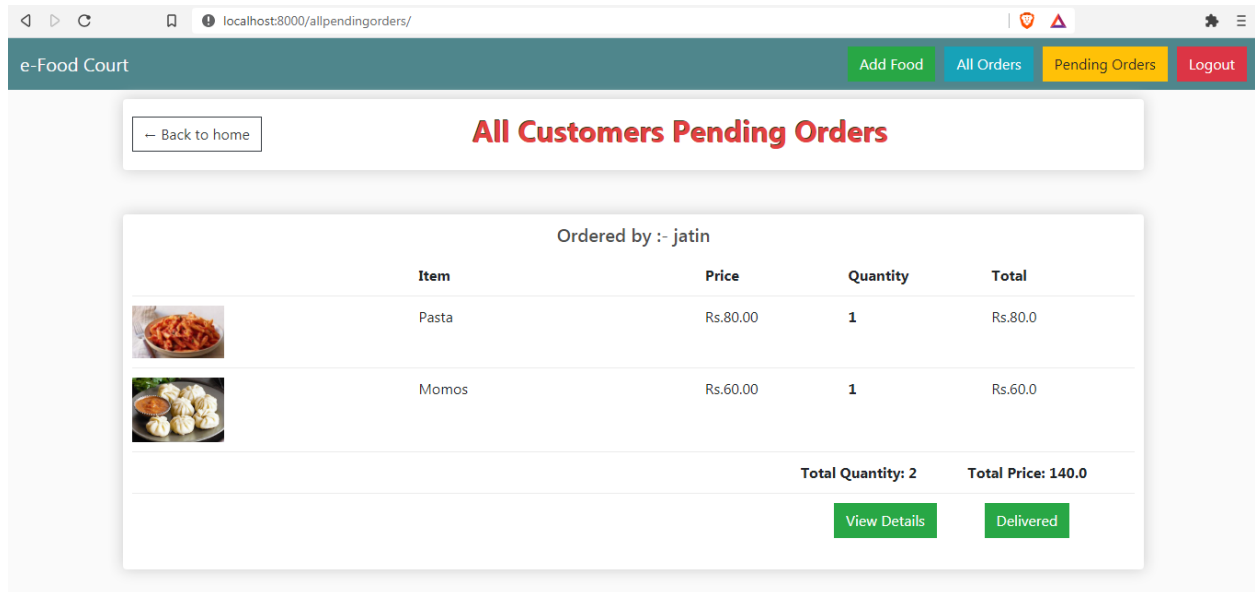 localhost:8000/allpendingorders/
e-Food Court Add Food All Orders Pending Orders Logout
← Back to home All Customers Pending Orders
Ordered by :- jatin
Item Price Quantity Total
Pasta Rs.80.00 1 Rs.80.0
Momos Rs.60.00 1 Rs.60.0
Total Quantity: 2 Total Price: 140.0
View Details Delivered